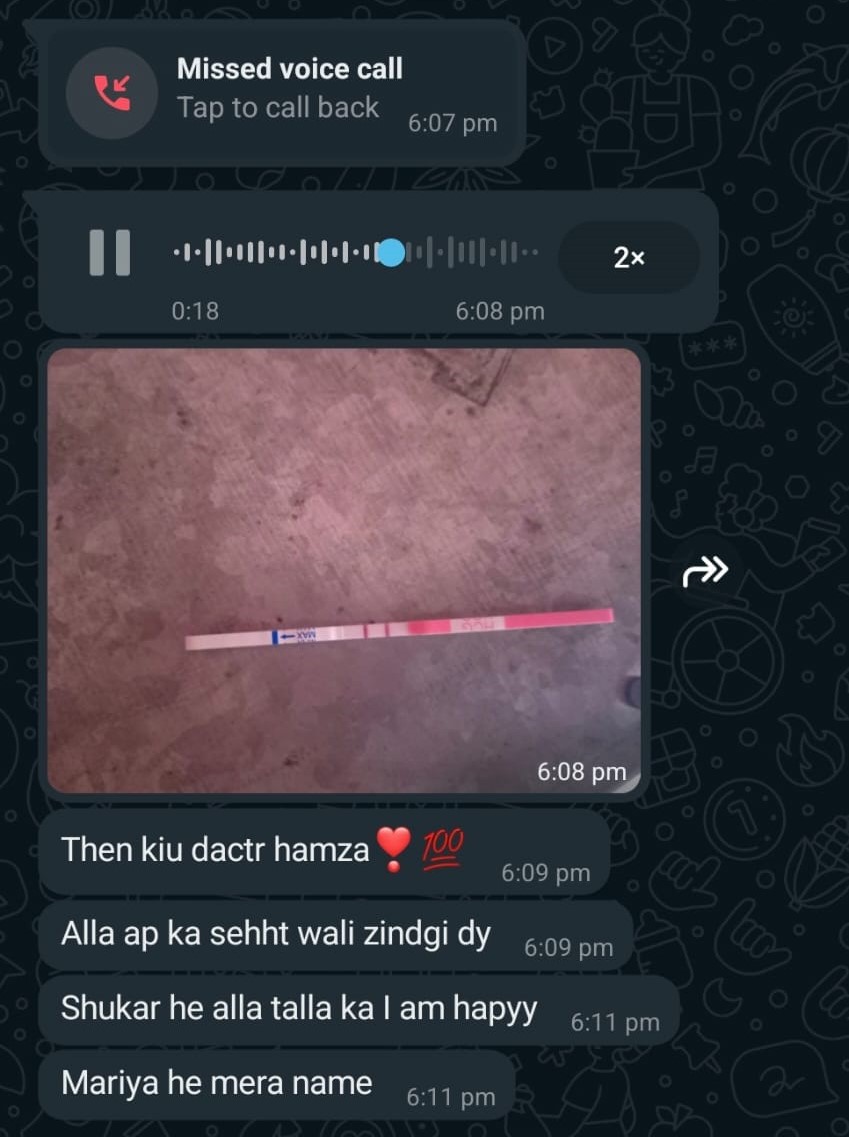 Missed voice call
Tap to call back
6:07 pm
2×
0:18
6:08 pm
MAX
HCG
6:08 pm
Then kiu dactr hamza❣️💯
6:09 pm
Alla ap ka sehht wali zindgi dy
6:09 pm
Shukar he alla talla ka I am hapyy
6:11 pm
Mariya he mera name
6:11 pm